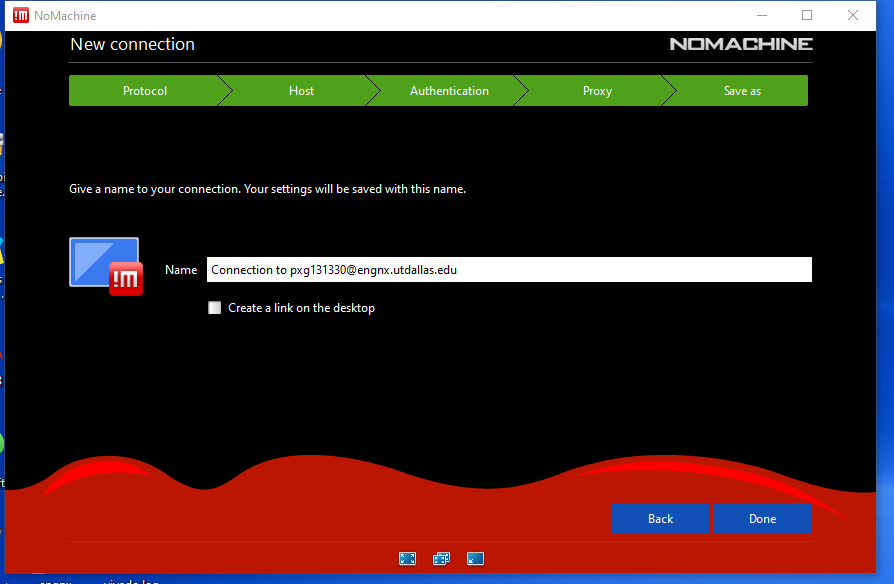 !m NoMachine
New connection
NOMACHINE
Protocol
Host
Authentication
Proxy
Save as
Give a name to your connection. Your settings will be saved with this name.
!m
Name
Connection to pxg131330@engnx.utdallas.edu
Create a link on the desktop
Back
Done